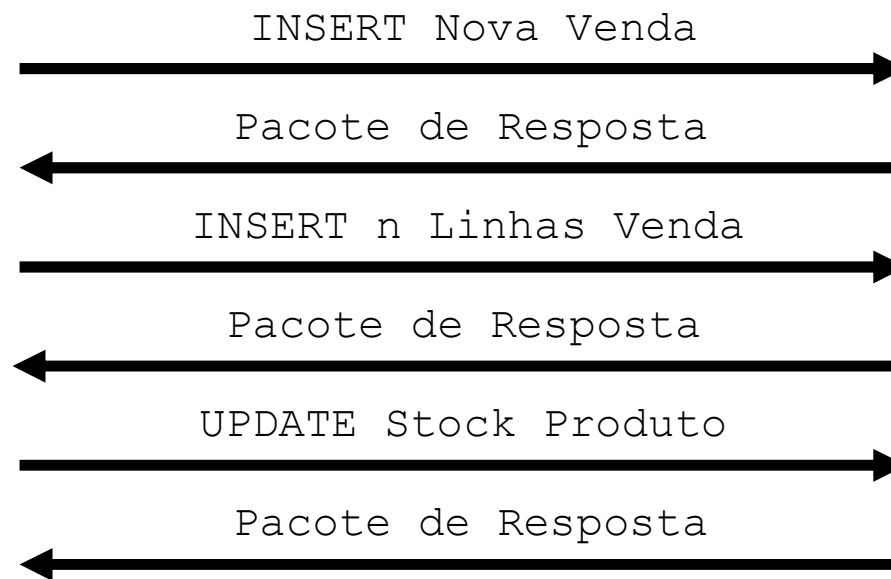 INSERT Nova Venda
Pacote de Resposta
INSERT n Linhas Venda
Pacote de Resposta
UPDATE Stock Produto
Pacote de Resposta